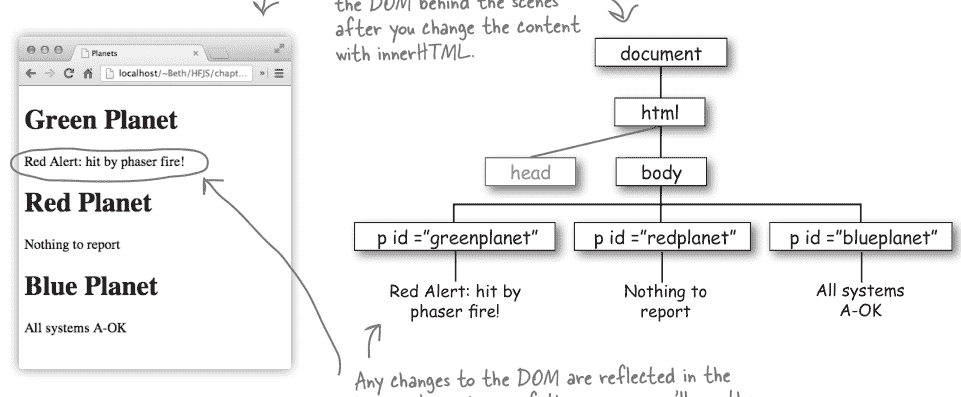 the DOM behind the scenes
after you change the content
with innerHTML.
Planets
localhost/~Beth/HFJS/chapt...
Green Planet
Red Alert: hit by phaser fire!
Red Planet
Nothing to report
Blue Planet
All systems A-OK
document
html
head
body
p id =”greenplanet”
p id =”redplanet”
p id =”blueplanet”
Red Alert: hit by
phaser fire!
Nothing to
report
All systems
A-OK
Any changes to the DOM are reflected in the